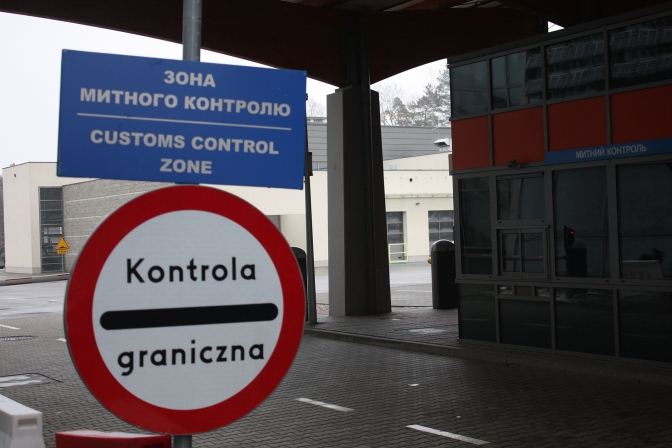 ЗОНА
МИТНОГО КОНТРОЛЮ
CUSTOMS CONTROL
ZONE
Kontrola
graniczna
МИТНИЙ КОНТРОЛЬ